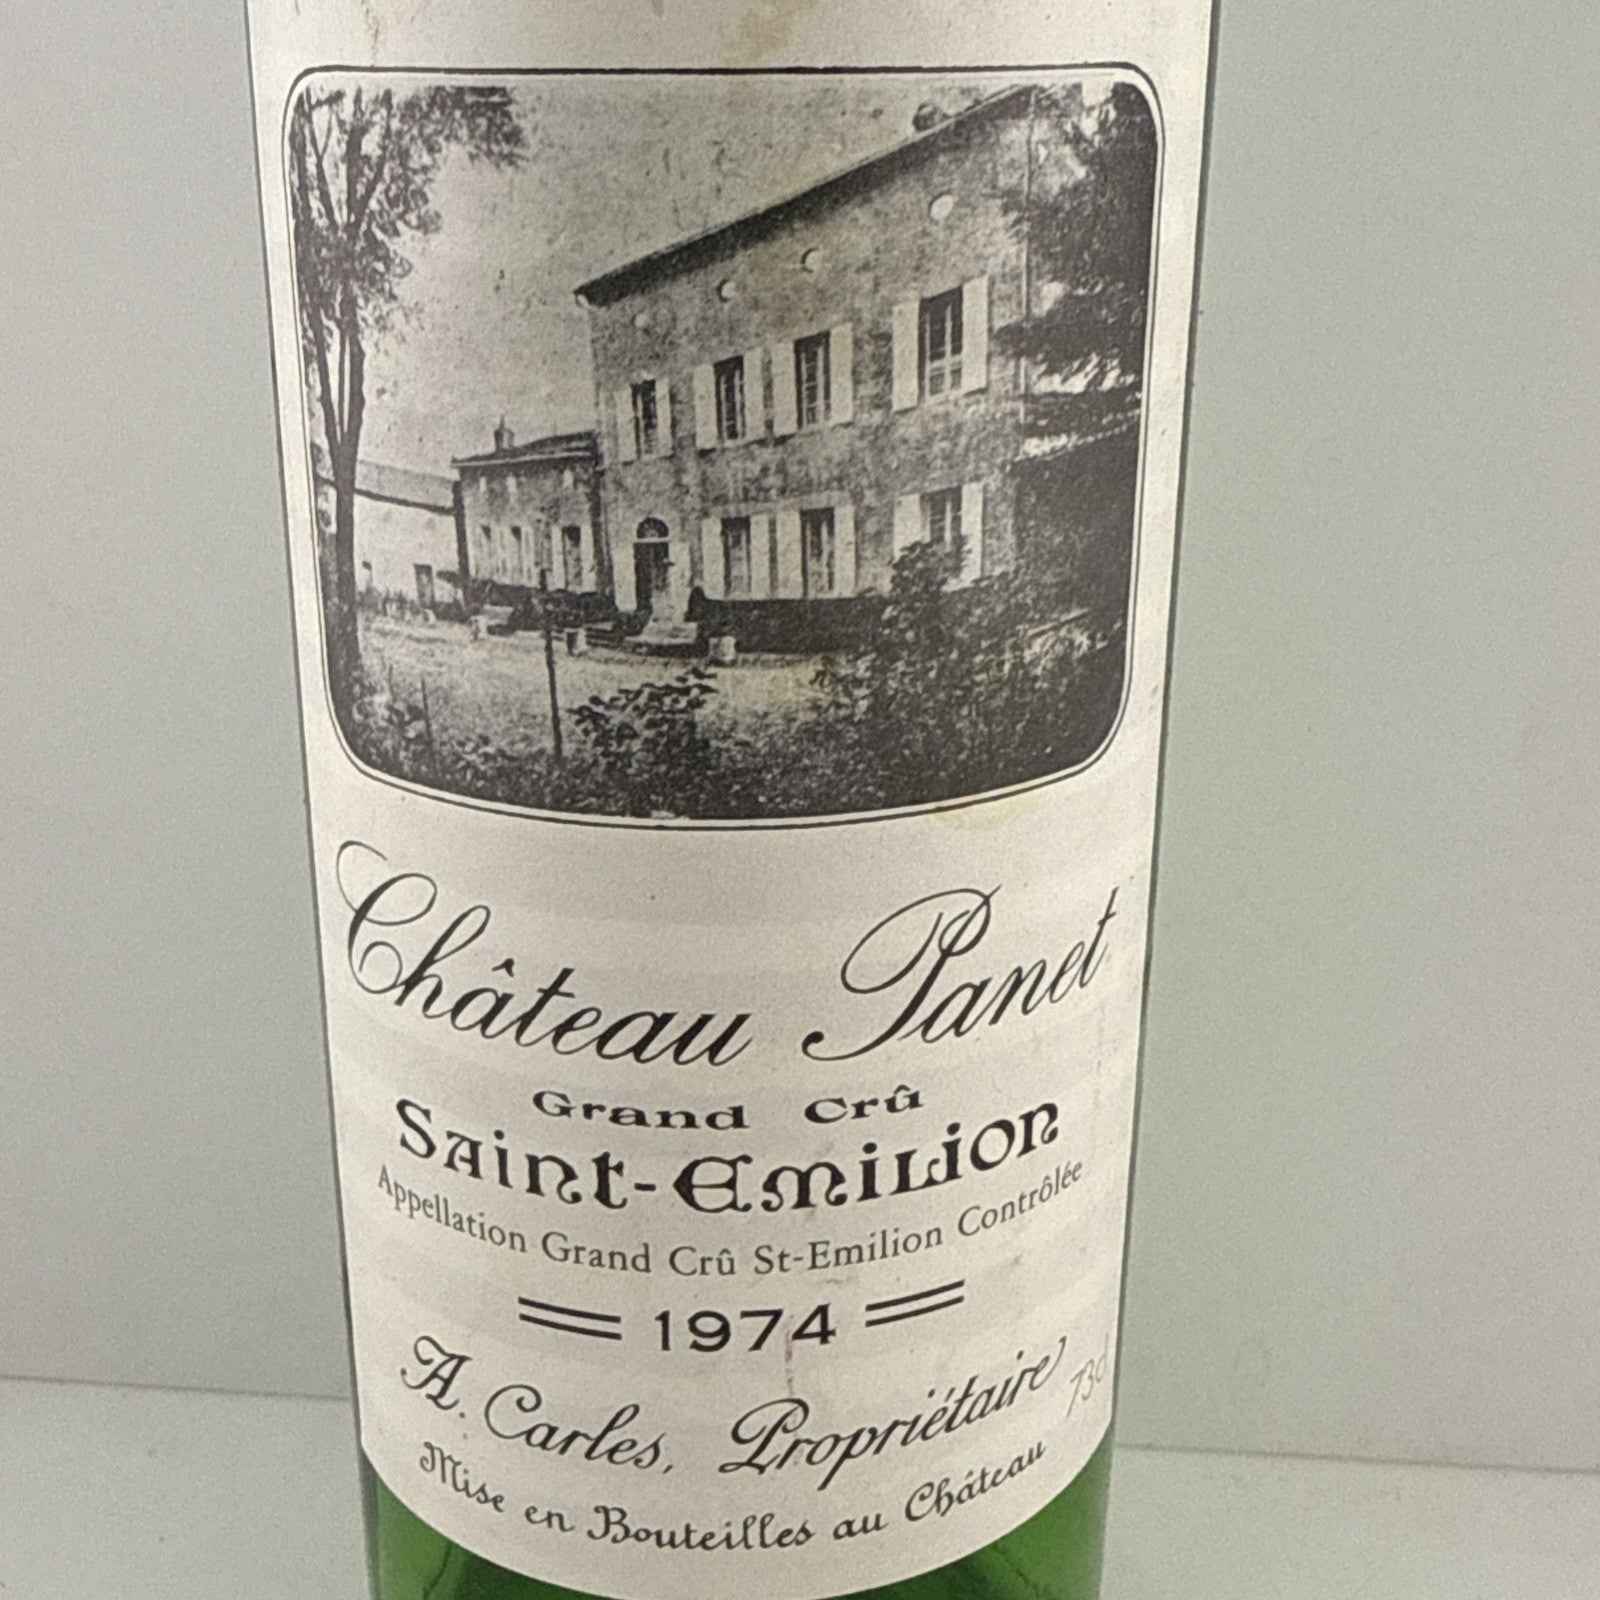 Château Panet
Grand Crû
Saint-Emilion
Appellation Grand Crû St-Emilion Contrôlée
1974
A. Carles, Propriétaire
73cl
Mise en Bouteilles au Château